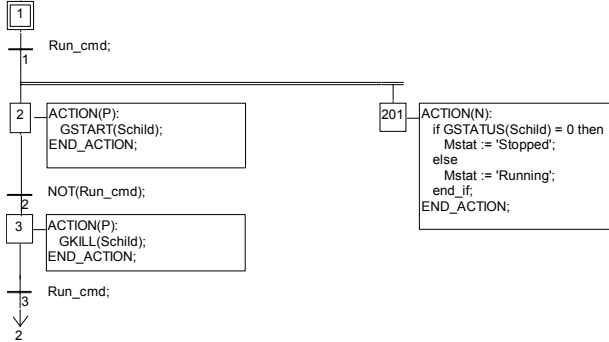 1
Run_cmd;
1
2
ACTION(P):
GSTART(Schild);
END_ACTION;
201
ACTION(N):
if GSTATUS(Schild) = 0 then
Mstat := 'Stopped';
else
Mstat := 'Running';
end_if;
END_ACTION;
NOT(Run_cmd);
2
3
ACTION(P):
GKILL(Schild);
END_ACTION;
Run_cmd;
3
2